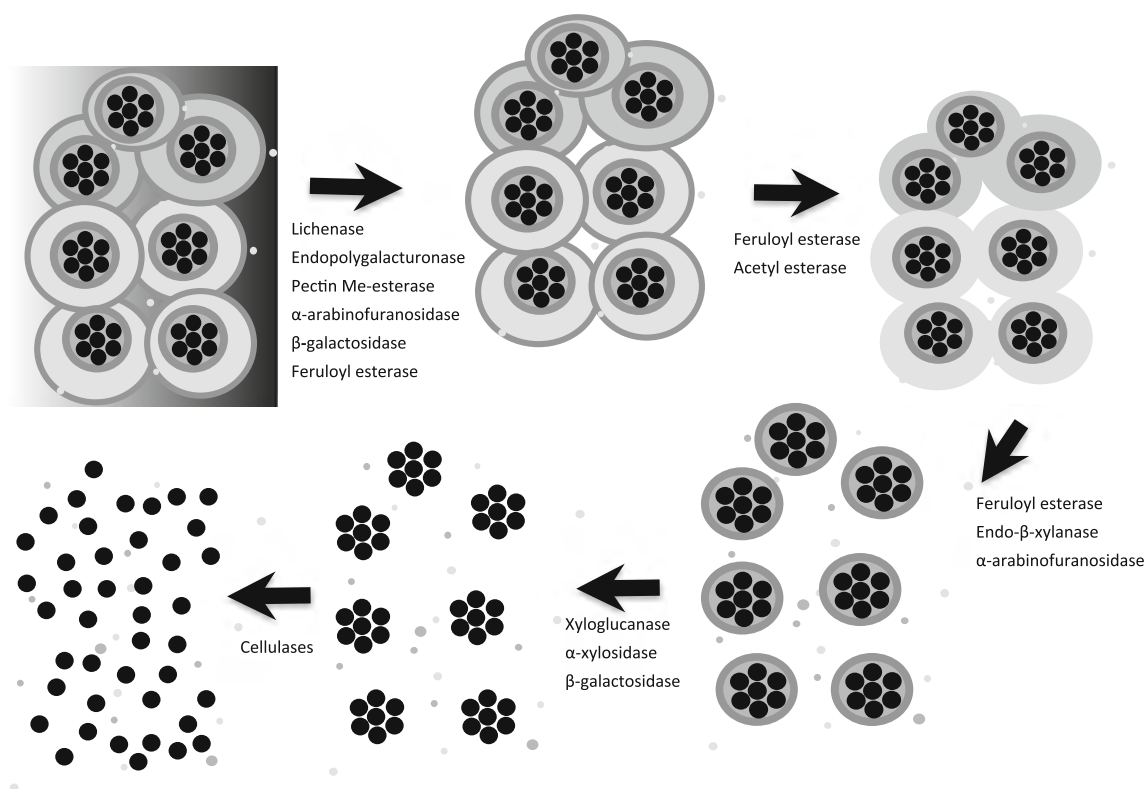 Lichenase
Endopolygalacturonase
Pectin Me-esterase
α-arabinofuranosidase
β-galactosidase
Feruloyl esterase
Feruloyl esterase
Acetyl esterase
Feruloyl esterase
Endo-β-xylanase
α-arabinofuranosidase
Xyloglucanase
α-xylosidase
β-galactosidase
Cellulases